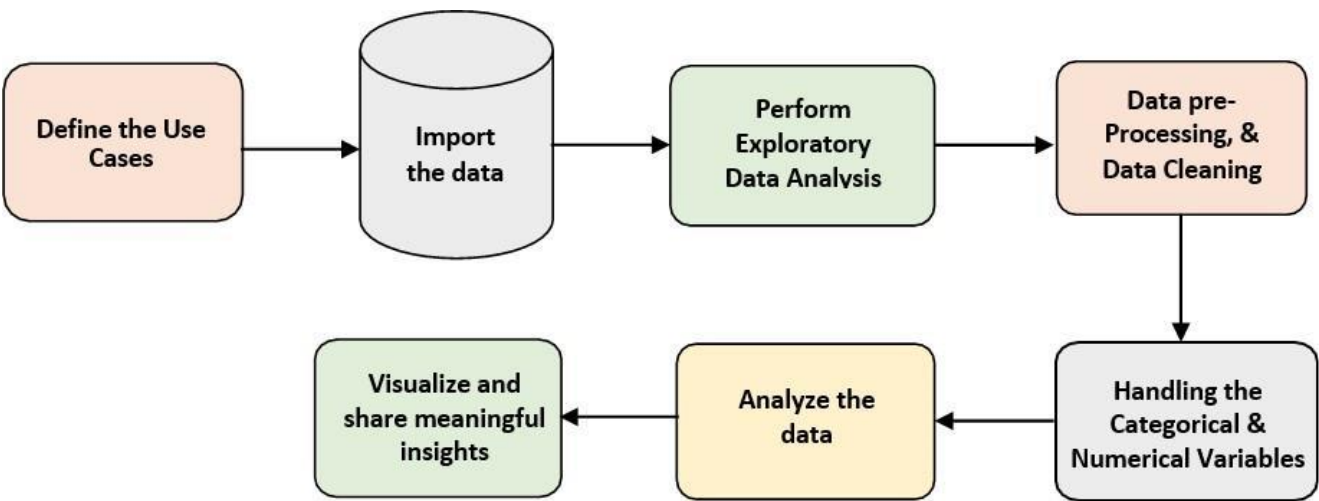 Define the Use
Cases
Import
the data
Perform
Exploratory
Data Analysis
Data pre-
Processing, &
Data Cleaning
Visualize and
share meaningful
insights
Analyze the
data
Handling the
Categorical &
Numerical Variables